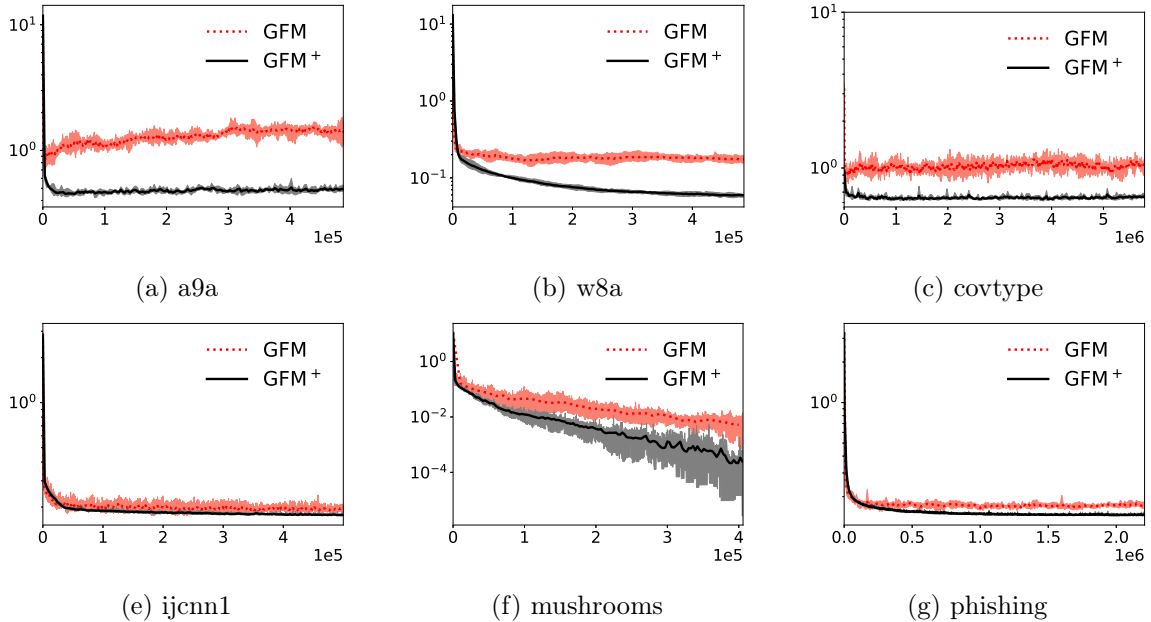 10¹
10⁰
GFM
GFM⁺
0 1 2 3 4
1e5
(a) a9a
10¹
10⁰
10⁻¹
GFM
GFM⁺
0 1 2 3 4
1e5
(b) w8a
10¹
10⁰
GFM
GFM⁺
0 1 2 3 4 5
1e6
(c) covtype
10⁰
GFM
GFM⁺
0 1 2 3 4
1e5
(e) ijcnn1
10⁰
10⁻²
10⁻⁴
GFM
GFM⁺
0 1 2 3 4
1e5
(f) mushrooms
10⁰
GFM
GFM⁺
0.0 0.5 1.0 1.5 2.0
1e6
(g) phishing